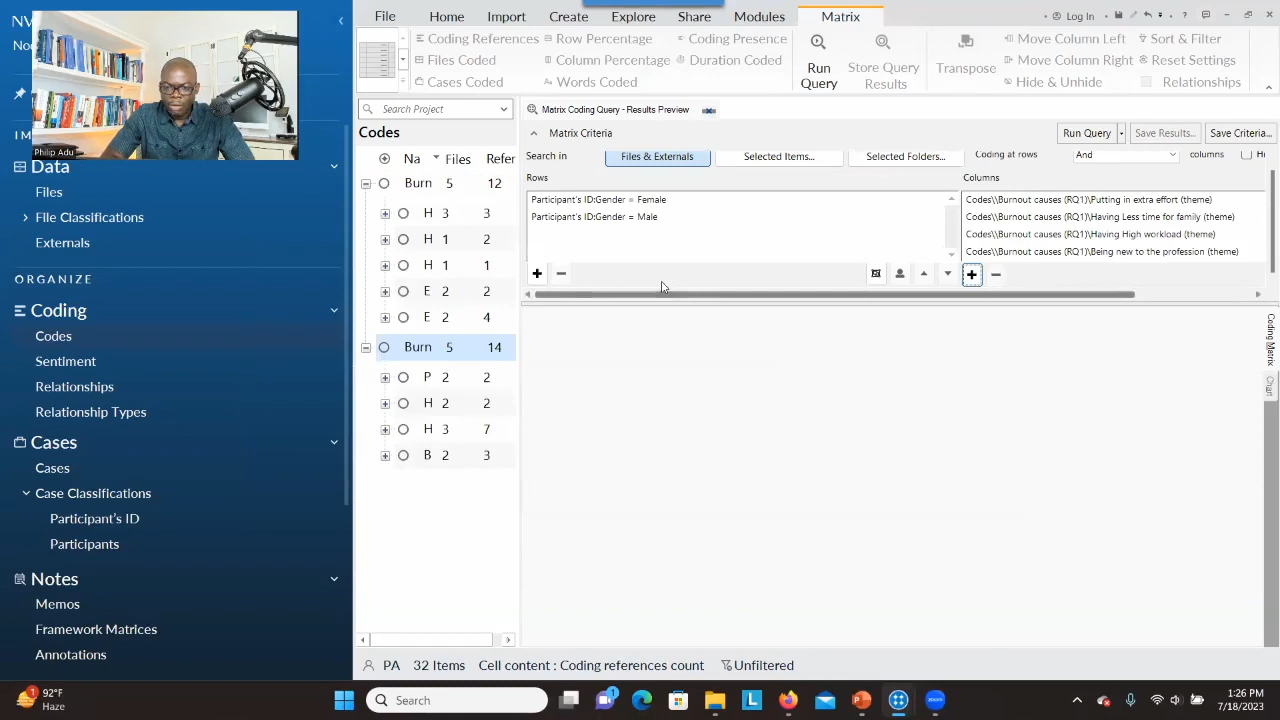 NV
File Home Import Create Explore Share Modules Matrix Log In
Coding References Row Percentage Coding Presence Move Column Left Sort & Filter
Files Coded Column Percentage Duration Coded Run Query Store Query Results Transpose Move Column Right Reset Settings
Cases Coded Words Coded Hide & Unhide Relationships
Philip Adu
Data
Files
File Classifications
Externals
ORGANIZE
Coding
Codes
Sentiment
Relationships
Relationship Types
Cases
Cases
Case Classifications
Participant's ID
Participants
Notes
Memos
Framework Matrices
Annotations
Search Project
Codes
Na Files Refer
Burn 5 12
H 3 3
H 1 2
H 1 1
E 2 2
E 2 4
Burn 5 14
P 2 2
H 2 2
H 3 7
B 2 3
Matrix Coding Query - Results Preview
Matrix Criteria Run Query Save Results... Save Criteria...
Search in Files & Externals Selected Items... Selected Folders... Coding at rows And columns
Rows Columns
Participant's ID:Gender = Female
Participant's ID:Gender = Male
Codes\\Burnout causes (RQ1)\Putting in extra effort (theme)
Codes\\Burnout causes (RQ1)\Having Less time for family (theme)
Codes\\Burnout causes (RQ1)\Having High workload (theme)
Codes\\Burnout causes (RQ1)\Being new to the profession (theme)
Coding Matrix
Chart
PA 32 Items Cell content : Coding references count Unfiltered
1 92°F
Haze
Search
1
1:26 PM
7/18/2023